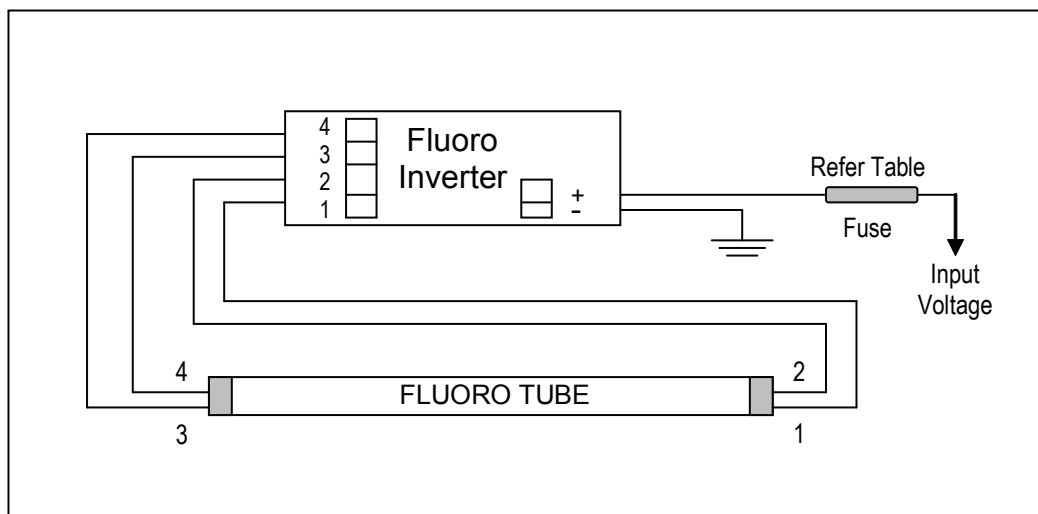 4
3
2
1
Fluoro
Inverter
+
-
Refer Table
Fuse
Input
Voltage
4
3
FLUORO TUBE
2
1